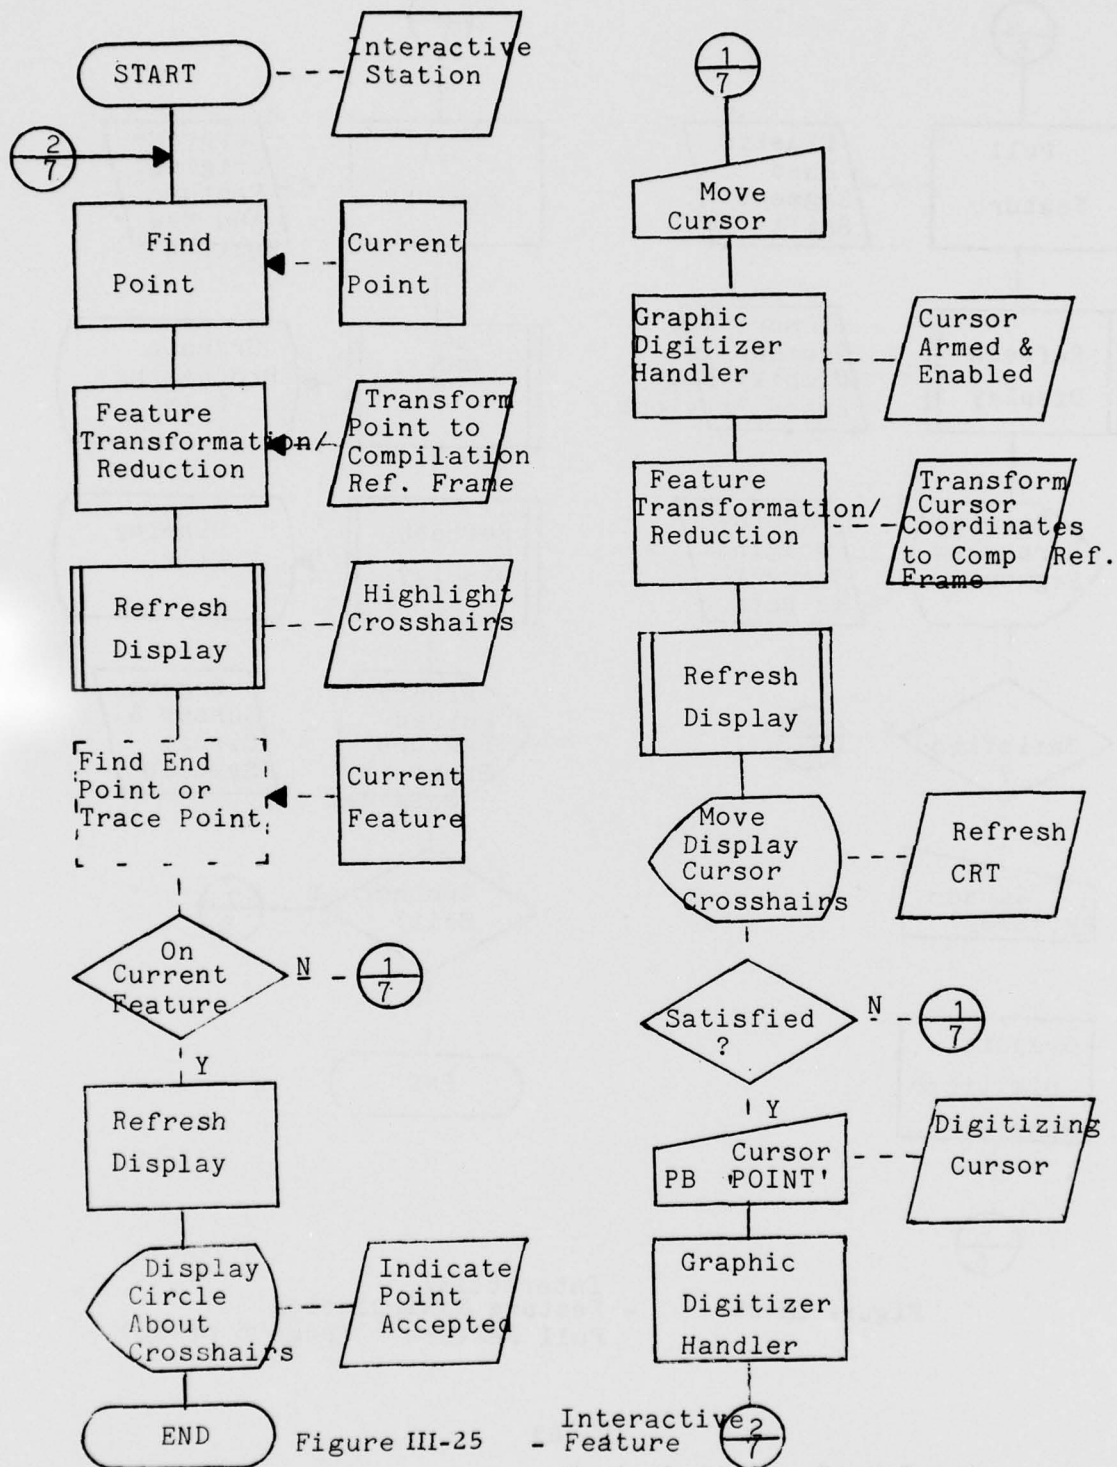 START
Interactive
Station
2
7
Find
Point
Current
Point
Feature
Transformation/
Reduction
Transform
Point to
Compilation
Ref. Frame
Refresh
Display
Highlight
Crosshairs
Find End
Point or
Trace Point
Current
Feature
On
Current
Feature
N
1
7
Y
Refresh
Display
Display
Circle
About
Crosshairs
Indicate
Point
Accepted
END
1
7
Move
Cursor
Graphic
Digitizer
Handler
Cursor
Armed &
Enabled
Feature
Transformation/
Reduction
Transform
Cursor
Coordinates
to Comp Ref.
Frame
Refresh
Display
Move
Display
Cursor
Crosshairs
Refresh
CRT
Satisfied
?
N
1
7
Y
Cursor
PB 'POINT'
Digitizing
Cursor
Graphic
Digitizer
Handler
2
7
Figure III-25 - Interactive
Feature